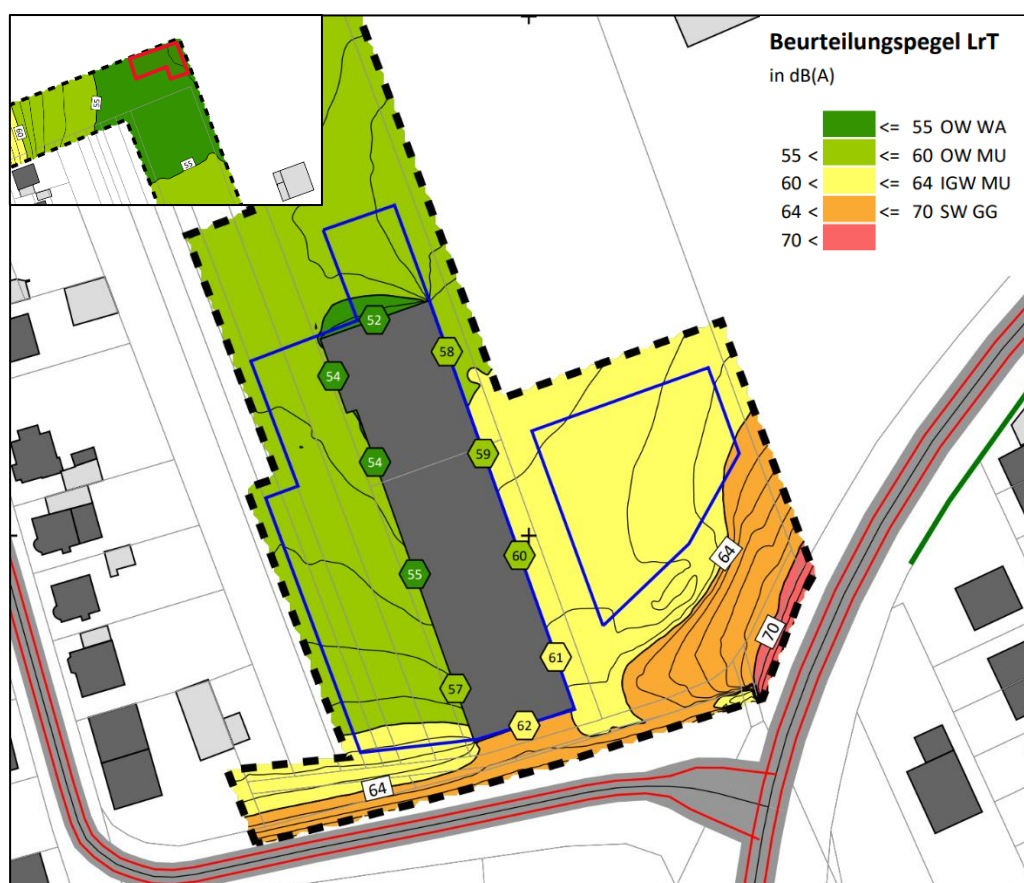 Beurteilungspegel LrT
in dB(A)
<= 55 OW WA
55 < <= 60 OW MU
60 < <= 64 IGW MU
64 < <= 70 SW GG
70 <
55
60
55
52
58
54
59
54
60
64
55
61
70
57
62
64